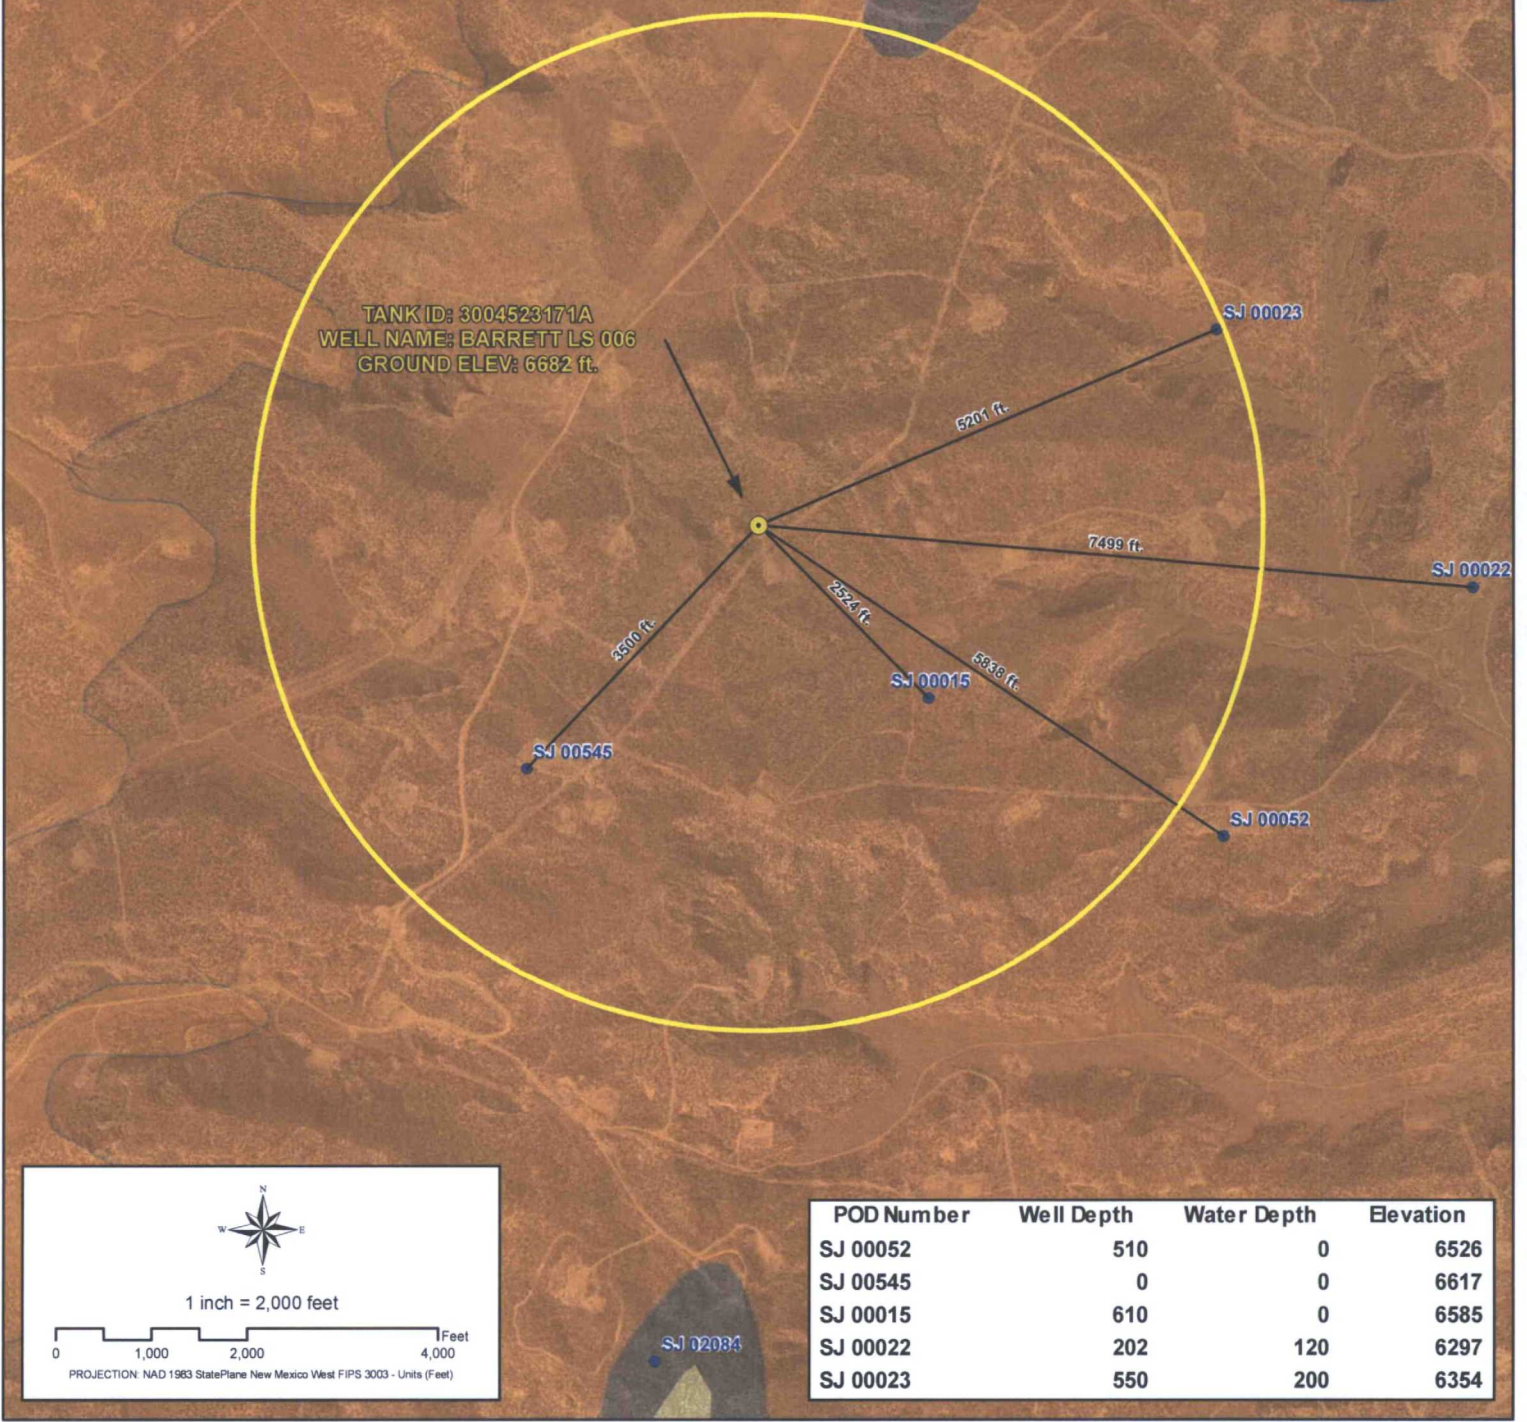 TANK ID: 3004523171A
WELL NAME: BARRETT LS 006
GROUND ELEV: 6682 ft.
SJ 00023
5201 ft.
7499 ft.
SJ 00022
2524 ft.
3500 ft.
5838 ft.
SJ 00015
SJ 00545
SJ 00052
SJ 02084
N
W E
S
1 inch = 2,000 feet
Feet
0 1,000 2,000 4,000
PROJECTION: NAD 1983 StatePlane New Mexico West FIPS 3003 - Units (Feet)
POD Number Well Depth Water Depth Elevation
SJ 00052 510 0 6526
SJ 00545 0 0 6617
SJ 00015 610 0 6585
SJ 00022 202 120 6297
SJ 00023 550 200 6354